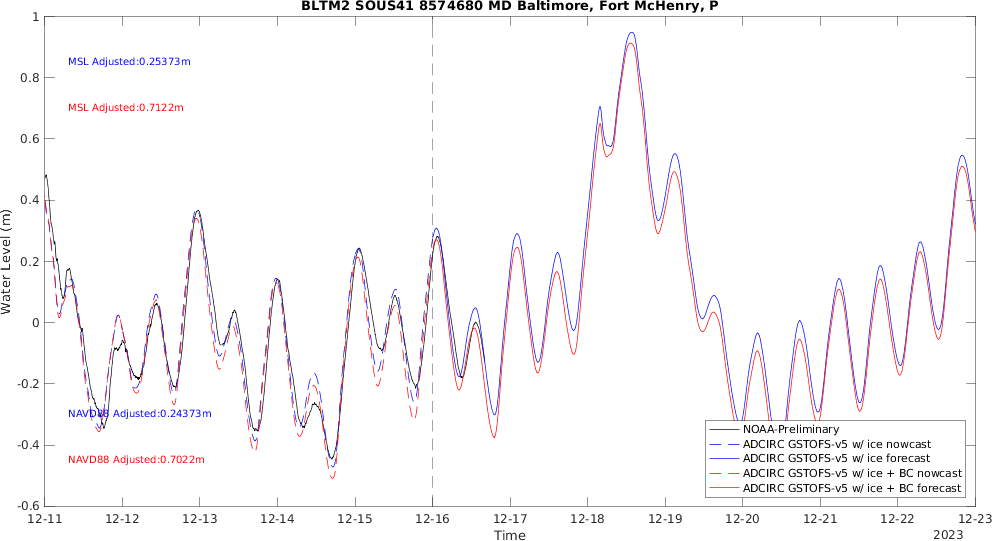 BLTM2 SOUS41 8574680 MD Baltimore, Fort McHenry, P
1
0.8
0.6
0.4
0.2
0
-0.2
-0.4
-0.6
Water Level (m)
MSL Adjusted:0.25373m
MSL Adjusted:0.7122m
NAVD88 Adjusted:0.24373m
NAVD88 Adjusted:0.7022m
NOAA-Preliminary
ADCIRC GSTOFS-v5 w/ ice nowcast
ADCIRC GSTOFS-v5 w/ ice forecast
ADCIRC GSTOFS-v5 w/ ice + BC nowcast
ADCIRC GSTOFS-v5 w/ ice + BC forecast
12-11 12-12 12-13 12-14 12-15 12-16 12-17 12-18 12-19 12-20 12-21 12-22 12-23
Time
2023